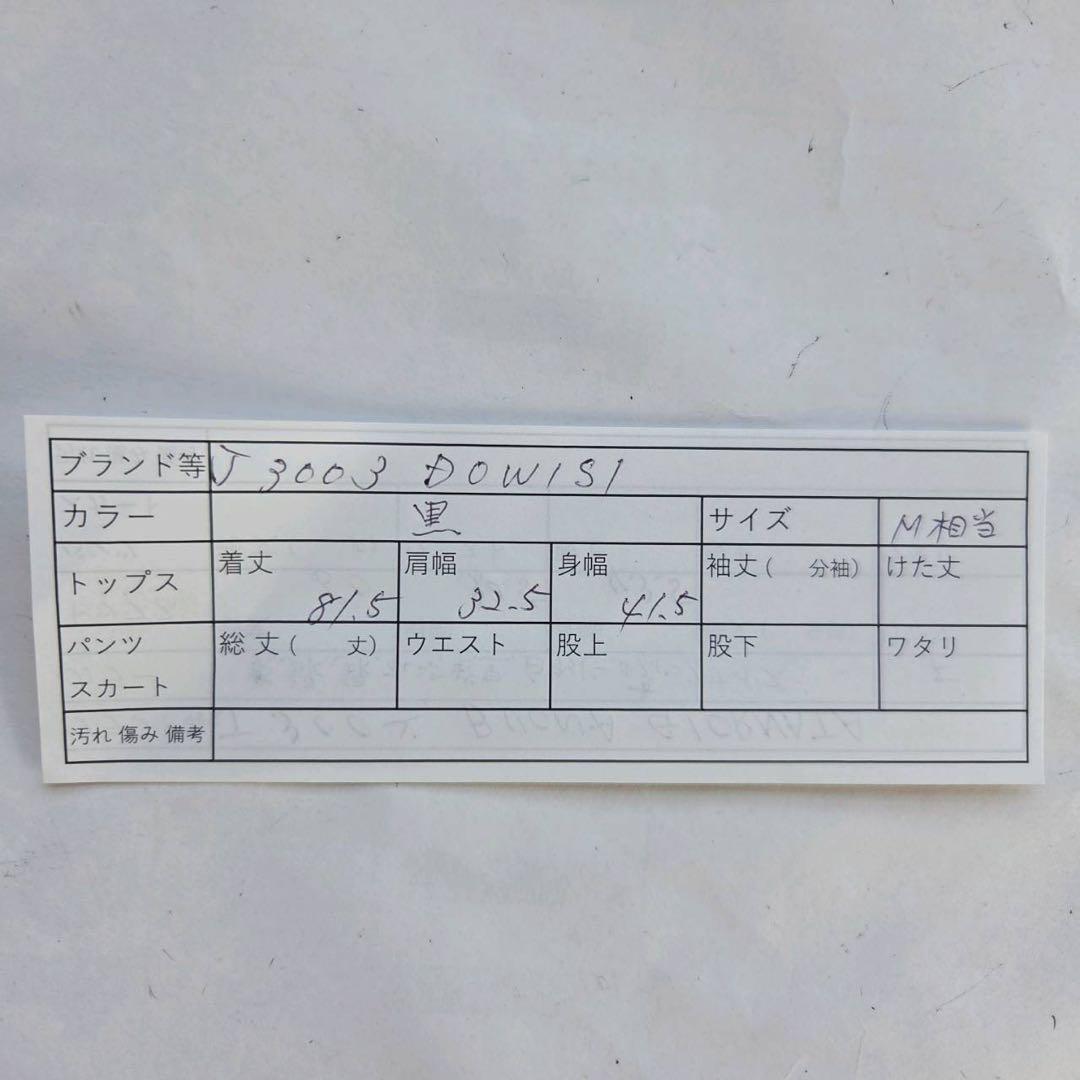 ブランド等 J3003 DOWISI
カラー 黒 サイズ M相当
トップス 着丈 81.5 肩幅 32.5 身幅 41.5 袖丈( 分袖) けた丈
パンツ スカート 総丈( 丈) ウエスト 股上 股下 ワタリ
汚れ 傷み 備考